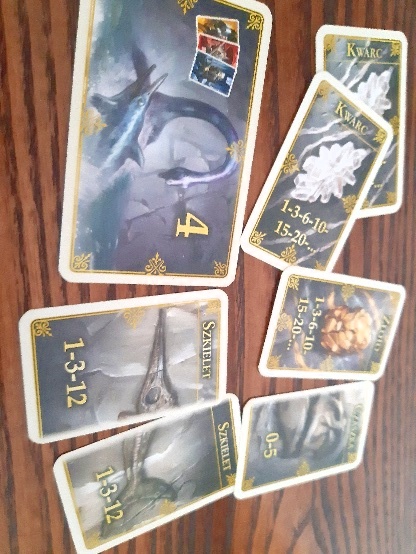 4
KWARC
KWARC
1-3-6-10-
15-20-...
ZŁOTO
1-3-6-10
15-20-...
SZKIELET
1-3-12
SZKIELET
1-3-12
0-5